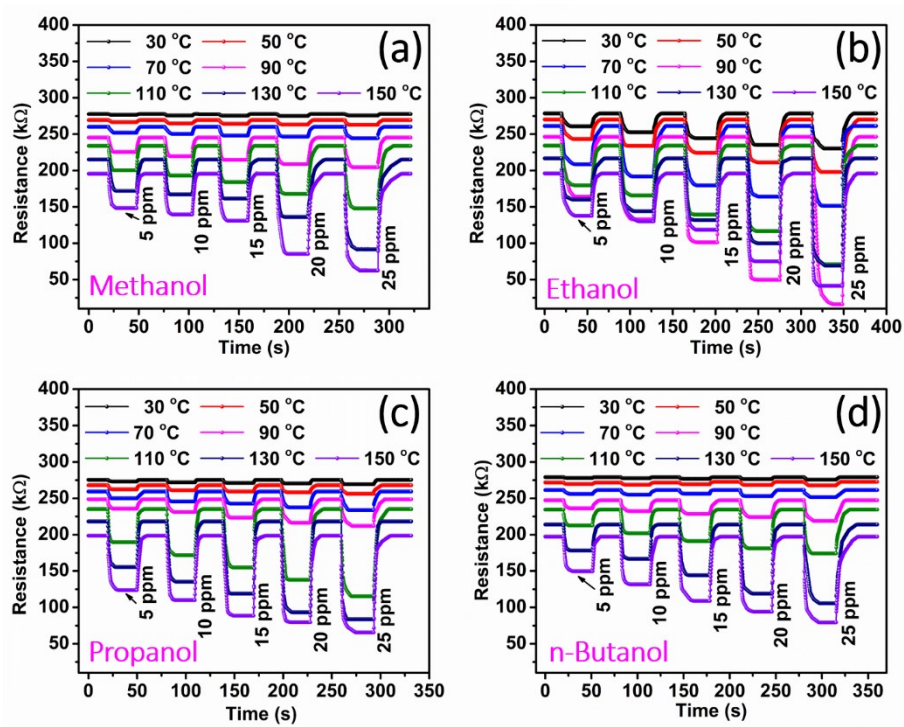 (a)
30 °C 50 °C
70 °C 90 °C
110 °C 130 °C 150 °C
Resistance (kΩ)
400
350
300
250
200
150
100
50
5 ppm
10 ppm
15 ppm
20 ppm
25 ppm
Methanol
0 50 100 150 200 250 300
Time (s)
(b)
30 °C 50 °C
70 °C 90 °C
110 °C 130 °C 150 °C
Resistance (kΩ)
400
350
300
250
200
150
100
50
5 ppm
10 ppm
15 ppm
20 ppm
25 ppm
Ethanol
0 50 100 150 200 250 300 350 400
Time (s)
(c)
30 °C 50 °C
70 °C 90 °C
110 °C 130 °C 150 °C
Resistance (kΩ)
400
350
300
250
200
150
100
50
5 ppm
10 ppm
15 ppm
20 ppm
25 ppm
Propanol
0 50 100 150 200 250 300 350
Time (s)
(d)
30 °C 50 °C
70 °C 90 °C
110 °C 130 °C 150 °C
Resistance (kΩ)
400
350
300
250
200
150
100
50
5 ppm
10 ppm
15 ppm
20 ppm
25 ppm
n-Butanol
0 50 100 150 200 250 300 350
Time (s)